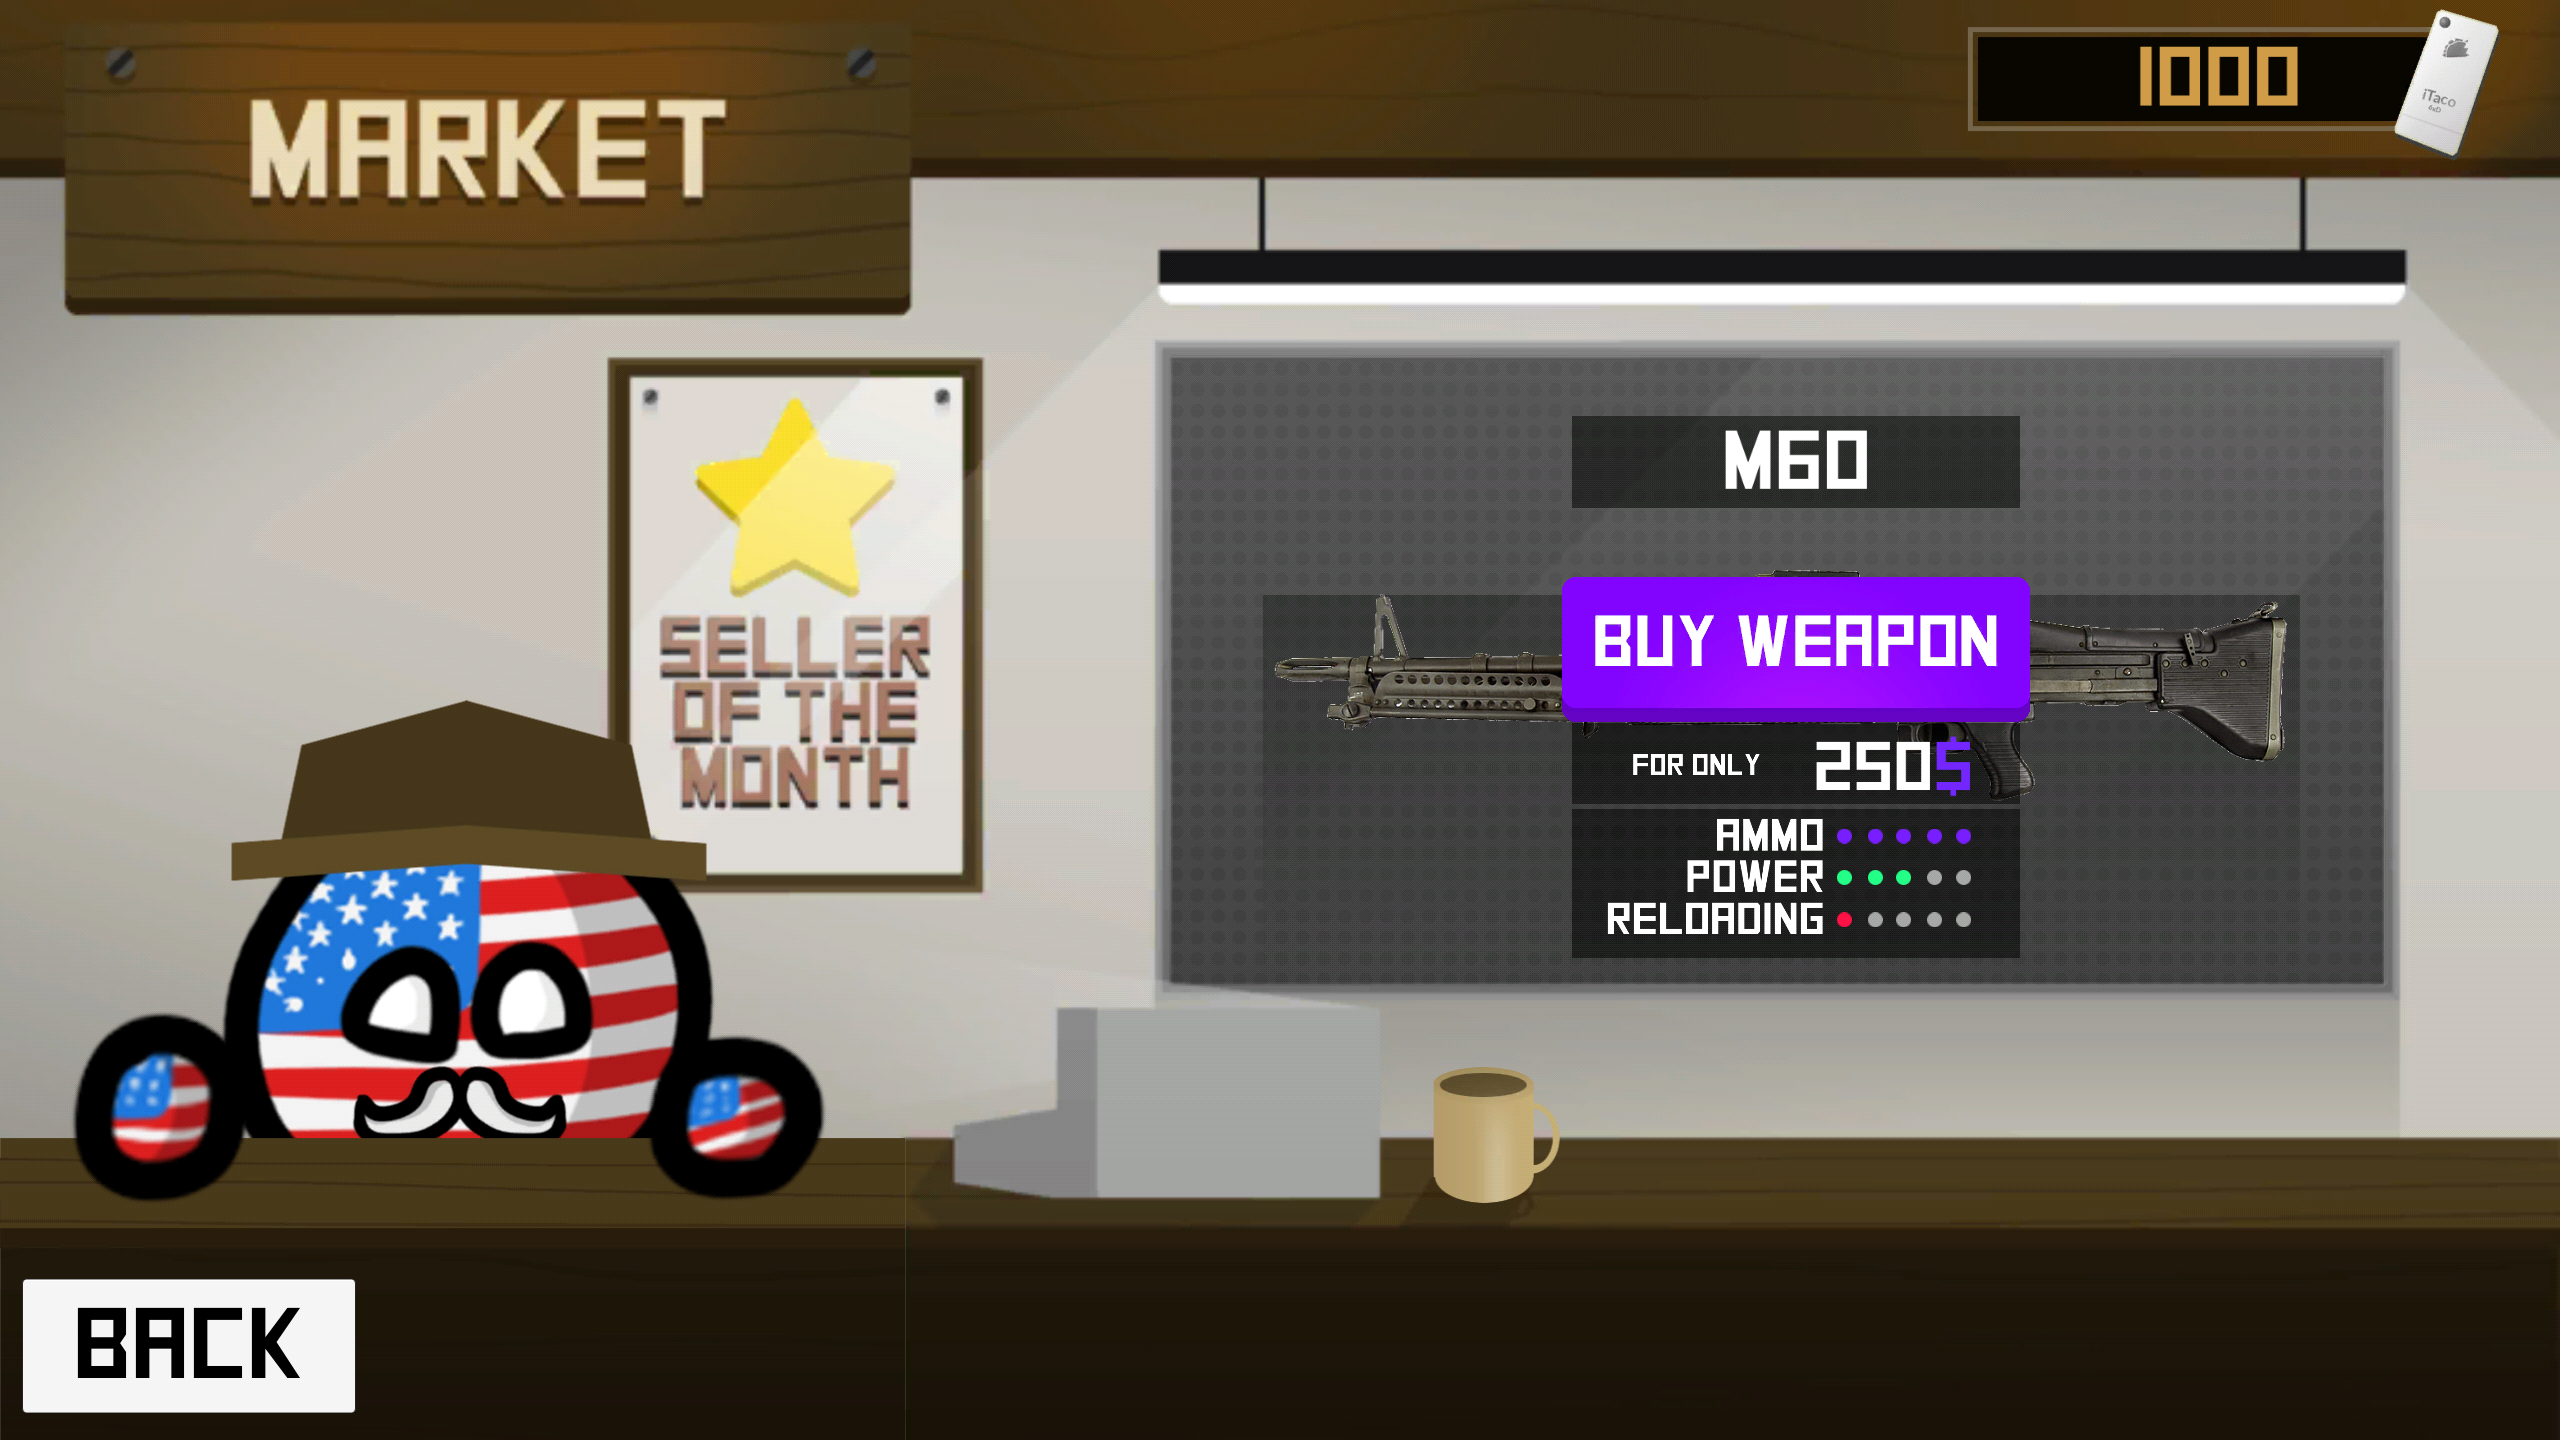 MARKET
1000
iTaco
SELLER
OF THE
MONTH
M60
BUY WEAPON
FOR ONLY 250$
AMMO
POWER
RELOADING
BACK